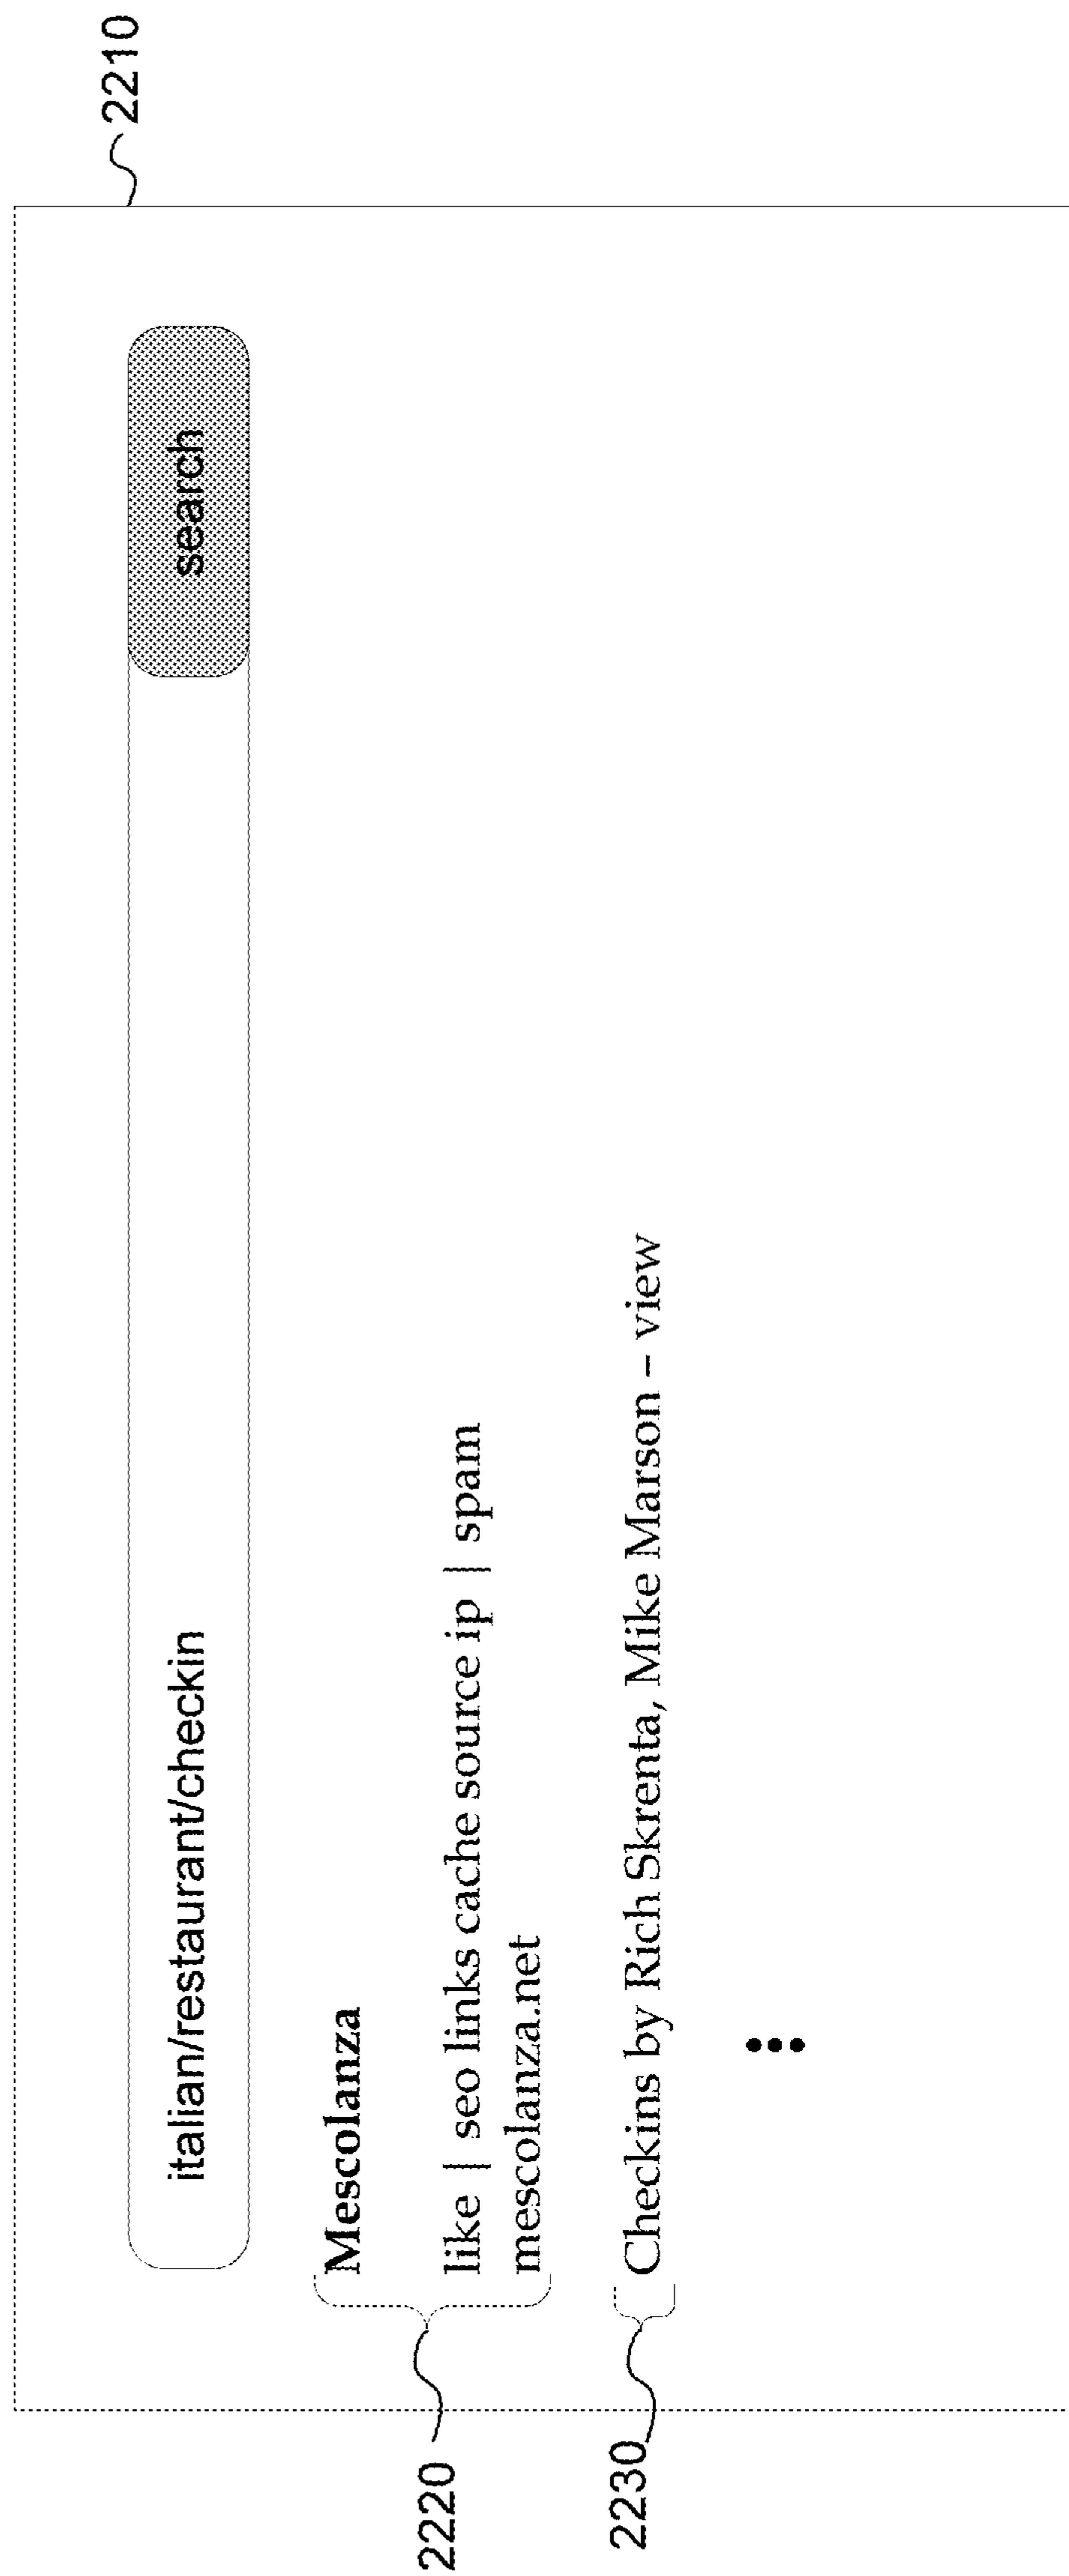 2210
italian/restaurant/checkin
search
Mescolanza
like | seo links cache source ip | spam
mescolanza.net
2220
Checkins by Rich Skrenta, Mike Marson – view
2230